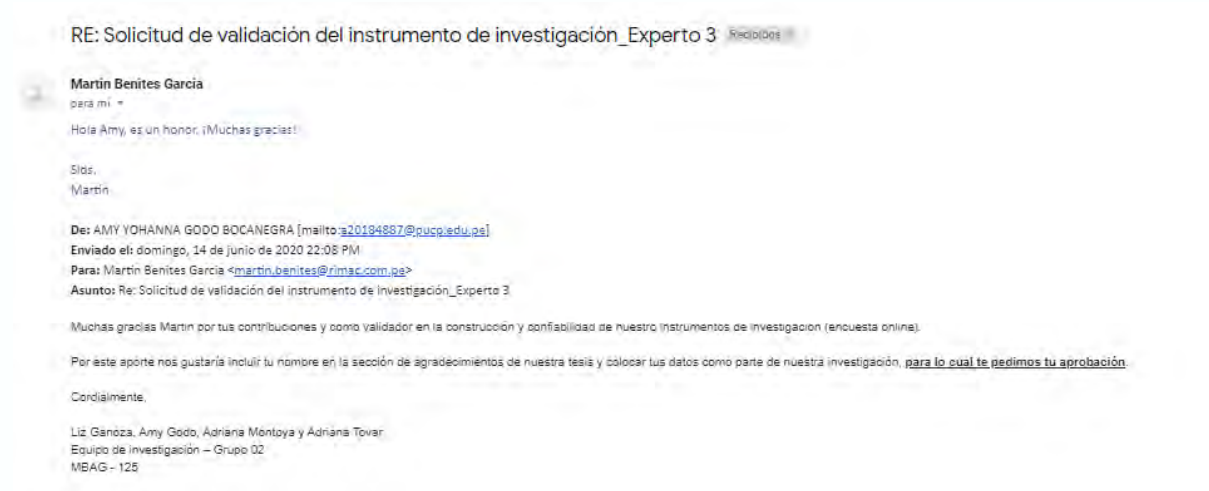 RE: Solicitud de validación del instrumento de investigación_Experto 3 Recibidos
Martin Benites Garcia
para mí
Hola Amy, es un honor. ¡Muchas gracias!
Slds.
Martin
De: AMY YOHANNA GODO BOCANEGRA [mailto:a20184887@pucp.edu.pe]
Enviado el: domingo, 14 de junio de 2020 22:08 PM
Para: Martin Benites Garcia <martin.benites@rimac.com.pe>
Asunto: Re: Solicitud de validación del instrumento de investigación_Experto 3
Muchas gracias Martin por tus contribuciones y como validador en la construcción y confiabilidad de nuestro instrumentos de investigación (encuesta online).
Por este aporte nos gustaría incluir tu nombre en la sección de agradecimientos de nuestra tesis y colocar tus datos como parte de nuestra investigación, para lo cual te pedimos tu aprobación.
Cordialmente,
Liz Ganoza, Amy Godo, Adriana Montoya y Adriana Tovar
Equipo de investigación – Grupo 02
MBAG – 125